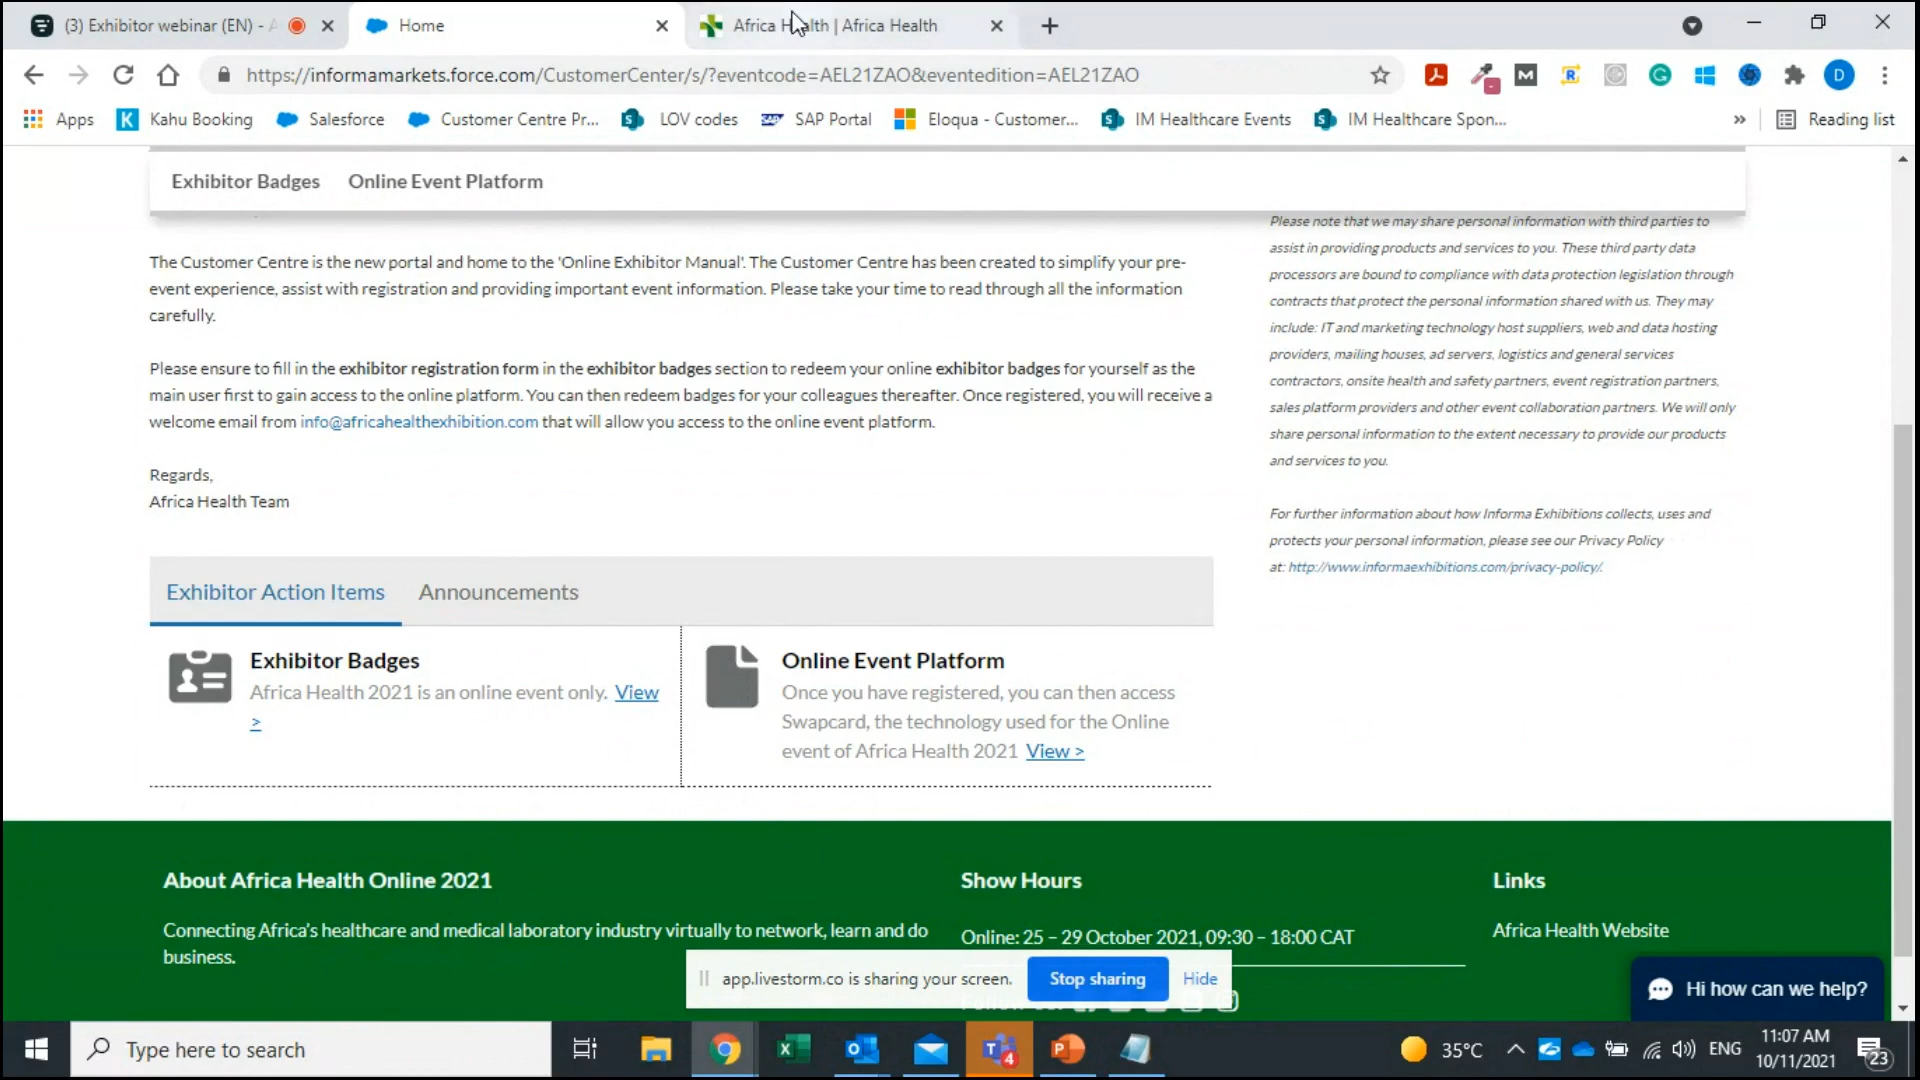 (3) Exhibitor webinar (EN) -
Home
Africa Health | Africa Health
https://informamarkets.force.com/CustomerCenter/s/?eventcode=AEL21ZAO&eventedition=AEL21ZAO
D
Apps
Kahu Booking
Salesforce
Customer Centre Pr...
LOV codes
SAP Portal
Eloqua - Customer...
IM Healthcare Events
IM Healthcare Spon...
»
Reading list
Exhibitor Badges
Online Event Platform
The Customer Centre is the new portal and home to the 'Online Exhibitor Manual'. The Customer Centre has been created to simplify your pre-
event experience, assist with registration and providing important event information. Please take your time to read through all the information
carefully.
Please ensure to fill in the exhibitor registration form in the exhibitor badges section to redeem your online exhibitor badges for yourself as the
main user first to gain access to the online platform. You can then redeem badges for your colleagues thereafter. Once registered, you will receive a
welcome email from info@africahealthexhibition.com that will allow you access to the online event platform.
Regards,
Africa Health Team
Please note that we may share personal information with third parties to
assist in providing products and services to you. These third party data
processors are bound to compliance with data protection legislation through
contracts that protect the personal information shared with us. They may
include: IT and marketing technology host suppliers, web and data hosting
providers, mailing houses, ad servers, logistics and general services
contractors, onsite health and safety partners, event registration partners,
sales platform providers and other event collaboration partners. We will only
share personal information to the extent necessary to provide our products
and services to you.
For further information about how Informa Exhibitions collects, uses and
protects your personal information, please see our Privacy Policy
at: http://www.informaexhibitions.com/privacy-policy/.
Exhibitor Action Items
Announcements
Exhibitor Badges
Africa Health 2021 is an online event only. View
>
Online Event Platform
Once you have registered, you can then access
Swapcard, the technology used for the Online
event of Africa Health 2021 View >
About Africa Health Online 2021
Connecting Africa's healthcare and medical laboratory industry virtually to network, learn and do
business.
Show Hours
Online: 25 – 29 October 2021, 09:30 – 18:00 CAT
Links
Africa Health Website
app.livestorm.co is sharing your screen.
Stop sharing
Hide
Hi how can we help?
Type here to search
4
35°C
ENG
11:07 AM
10/11/2021
23